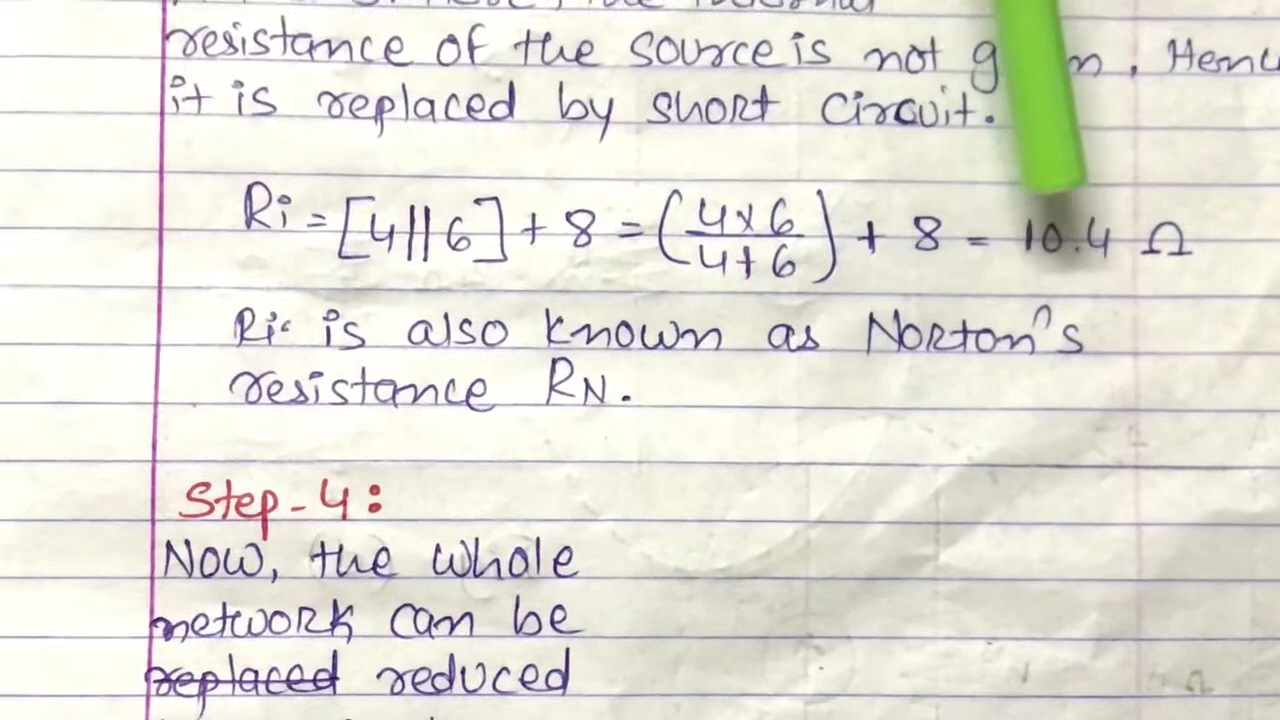 resistance of the source is not g n, Henc
it is replaced by short circuit.
Ri = [4||6] + 8 = (4×6/4+6) + 8 = 10.4 Ω
Ri is also known as Norton's
resistance RN.
Step-4:
Now, the whole
network can be
replaced reduced